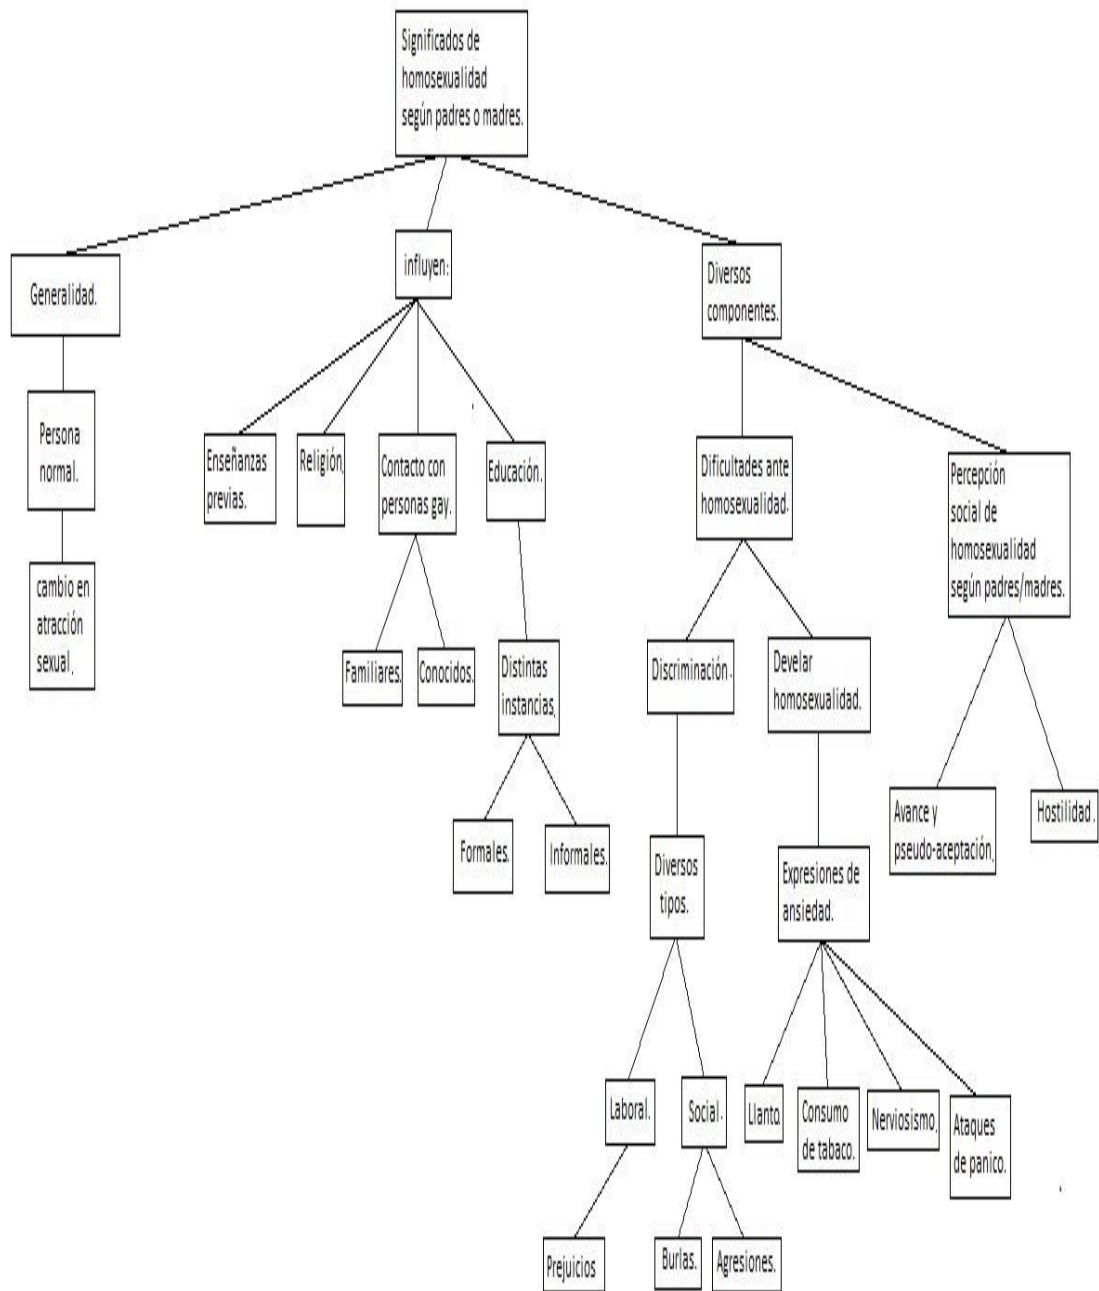 Significados de
homosexualidad
según padres o madres.
Generalidad.
influyen:
Diversos
componentes.
Persona
normal.
Enseñanzas
previas.
Religión.
Contacto con
personas gay.
Educación.
Dificultades ante
homosexualidad.
Percepción
social de
homosexualidad
según padres/madres.
cambio en
atracción
sexual.
Familiares.
Conocidos.
Distintas
instancias.
Discriminación.
Develar
homosexualidad.
Formales.
Informales.
Diversos
tipos.
Expresiones de
ansiedad.
Avance y
pseudo-aceptación.
Hostilidad.
Laboral.
Social.
Llanto.
Consumo
de tabaco.
Nerviosismo.
Ataques
de panico.
Prejuicios
Burlas.
Agresiones.